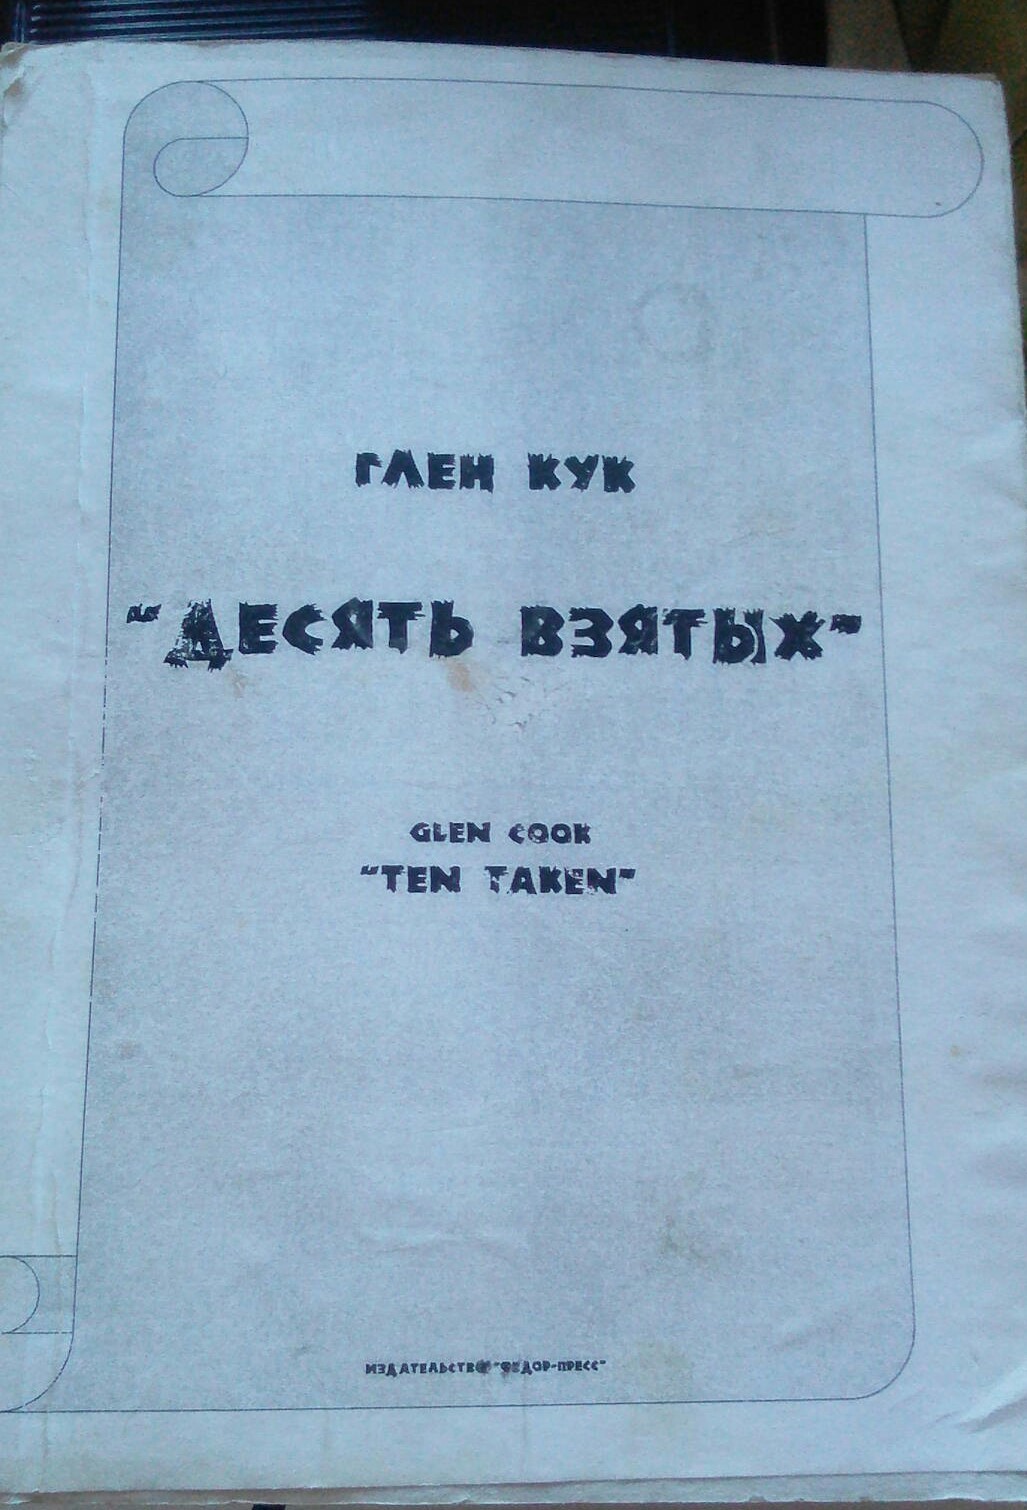 ГЛЕН КУК
"ДЕСЯТЬ ВЗЯТЫХ"
GLEN COOK
"TEN TAKEN"
ИЗДАТЕЛЬСТВО "ФЕДОР-ПРЕСС"